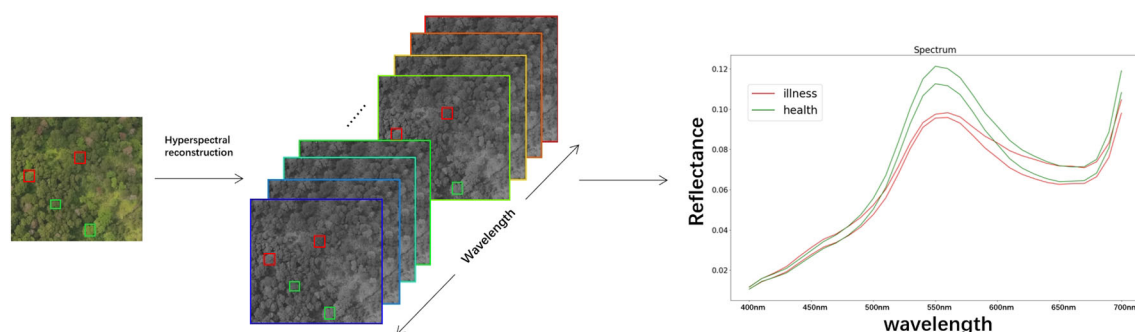 Hyperspectral
reconstruction
Wavelength
Spectrum
illness
health
Reflectance
0.12
0.10
0.08
0.06
0.04
0.02
400nm
450nm
500nm
550nm
600nm
650nm
700nm
wavelength